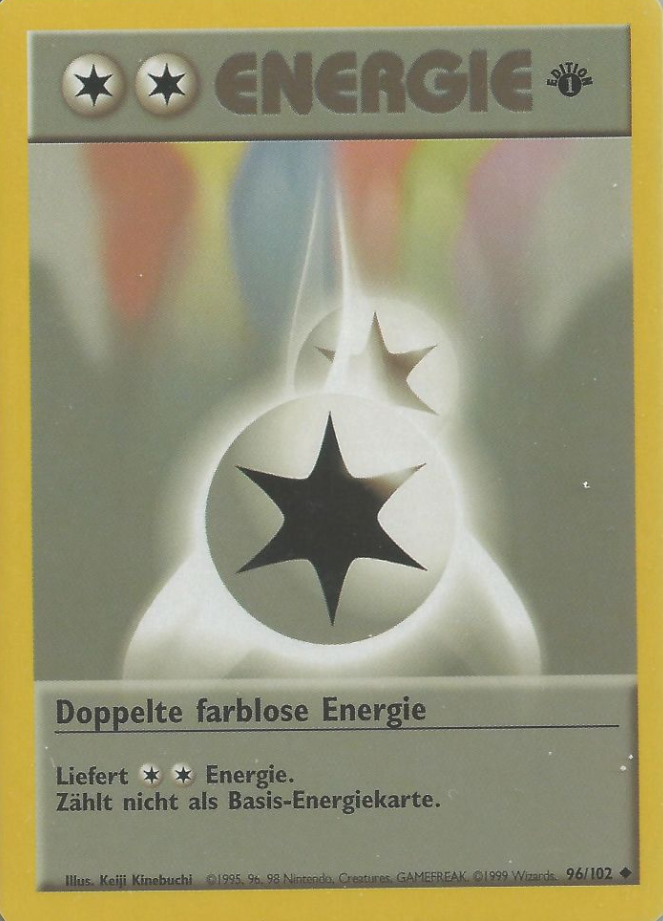 ENERGIE
EDITION
1
Doppelte farblose Energie
Liefert Energie.
Zählt nicht als Basis-Energiekarte.
Illus. Keiji Kinebuchi ©1995, 96, 98 Nintendo, Creatures, GAMEFREAK. ©1999 Wizards. 96/102